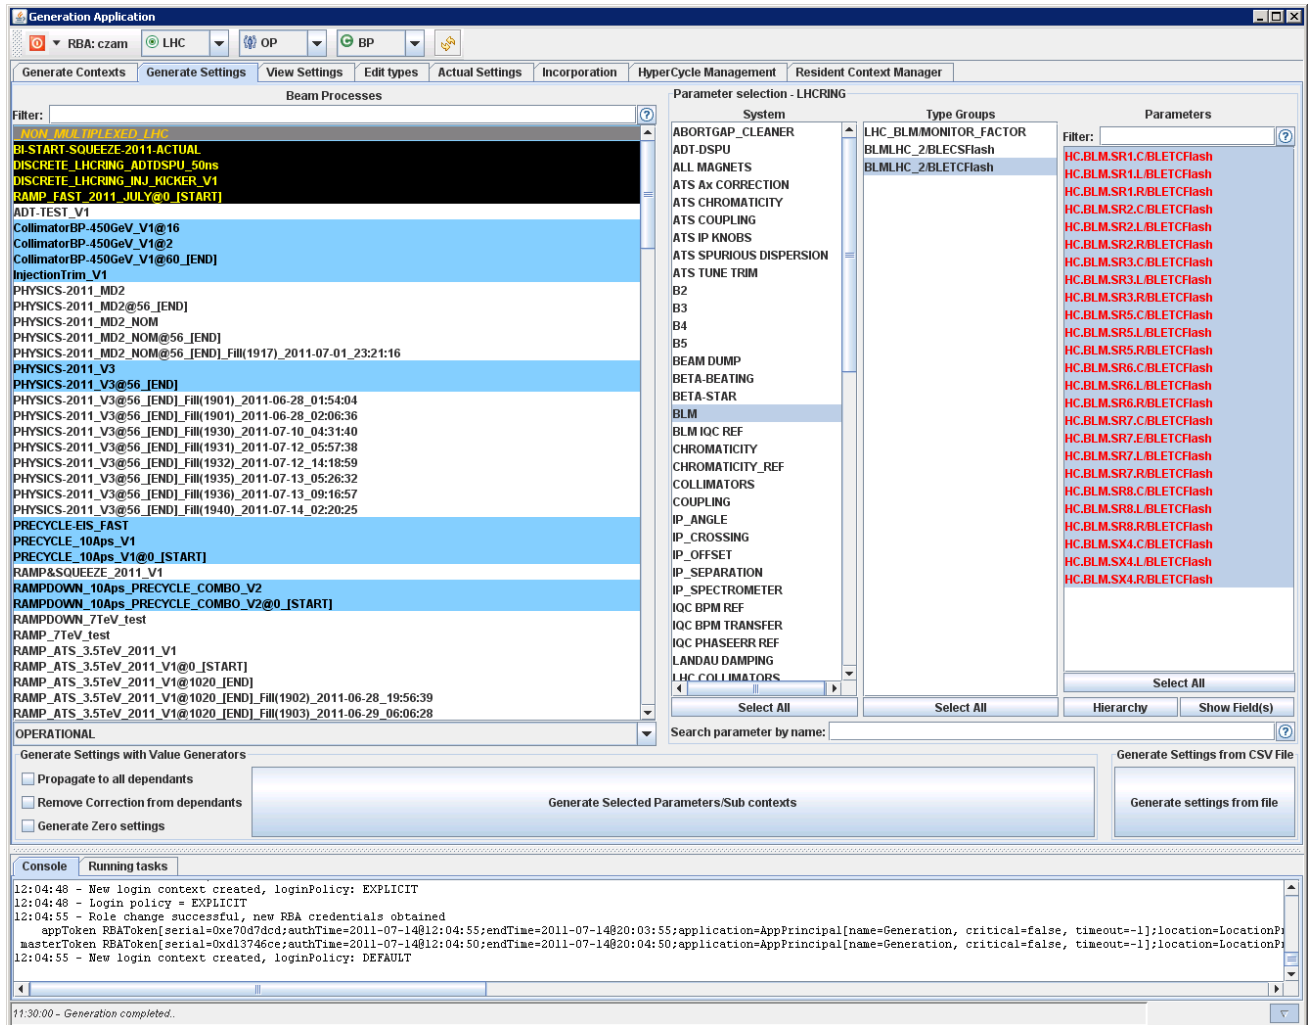 Generation Application
RBA: czam LHC OP BP
Generate Contexts Generate Settings View Settings Edit types Actual Settings Incorporation HyperCycle Management Resident Context Manager
Beam Processes
Filter:
_NON_MULTIPLEXED_LHC
BI-START-SQUEEZE-2011-ACTUAL
DISCRETE_LHCRING_ADTDSPU_50ns
DISCRETE_LHCRING_INJ_KICKER_V1
RAMP_FAST_2011_JULY@0_[START]
ADT-TEST_V1
CollimatorBP-450GeV_V1@16
CollimatorBP-450GeV_V1@2
CollimatorBP-450GeV_V1@60_[END]
InjectionTrim_V1
PHYSICS-2011_MD2
PHYSICS-2011_MD2@56_[END]
PHYSICS-2011_MD2_NOM
PHYSICS-2011_MD2_NOM@56_[END]
PHYSICS-2011_MD2_NOM@56_[END]_Fill(1917)_2011-07-01_23:21:16
PHYSICS-2011_V3
PHYSICS-2011_V3@56_[END]
PHYSICS-2011_V3@56_[END]_Fill(1901)_2011-06-28_01:54:04
PHYSICS-2011_V3@56_[END]_Fill(1901)_2011-06-28_02:06:36
PHYSICS-2011_V3@56_[END]_Fill(1930)_2011-07-10_04:31:40
PHYSICS-2011_V3@56_[END]_Fill(1931)_2011-07-12_05:57:38
PHYSICS-2011_V3@56_[END]_Fill(1932)_2011-07-12_14:18:59
PHYSICS-2011_V3@56_[END]_Fill(1935)_2011-07-13_05:26:32
PHYSICS-2011_V3@56_[END]_Fill(1936)_2011-07-13_09:16:57
PHYSICS-2011_V3@56_[END]_Fill(1940)_2011-07-14_02:20:25
PRECYCLE-EIS_FAST
PRECYCLE_10Aps_V1
PRECYCLE_10Aps_V1@0_[START]
RAMP&SQUEEZE_2011_V1
RAMPDOWN_10Aps_PRECYCLE_COMBO_V2
RAMPDOWN_10Aps_PRECYCLE_COMBO_V2@0_[START]
RAMPDOWN_7TeV_test
RAMP_7TeV_test
RAMP_ATS_3.5TeV_2011_V1
RAMP_ATS_3.5TeV_2011_V1@0_[START]
RAMP_ATS_3.5TeV_2011_V1@1020_[END]
RAMP_ATS_3.5TeV_2011_V1@1020_[END]_Fill(1902)_2011-06-28_19:56:39
RAMP_ATS_3.5TeV_2011_V1@1020_[END]_Fill(1903)_2011-06-29_06:06:28
OPERATIONAL
Parameter selection - LHCRING
System
ABORTGAP_CLEANER
ADT-DSPU
ALL MAGNETS
ATS Ax CORRECTION
ATS CHROMATICITY
ATS COUPLING
ATS IP KNOBS
ATS SPURIOUS DISPERSION
ATS TUNE TRIM
B2
B3
B4
B5
BEAM DUMP
BETA-BEATING
BETA-STAR
BLM
BLM IQC REF
CHROMATICITY
CHROMATICITY_REF
COLLIMATORS
COUPLING
IP_ANGLE
IP_CROSSING
IP_OFFSET
IP_SEPARATION
IP_SPECTROMETER
IQC BPM REF
IQC BPM TRANSFER
IQC PHASEERR REF
LANDAU DAMPING
LHC COLLIMATORS
Select All
Type Groups
LHC_BLM/MONITOR_FACTOR
BLMLHC_2/BLECSFlash
BLMLHC_2/BLETCFlash
Select All
Parameters
Filter:
HC.BLM.SR1.C/BLETCFlash
HC.BLM.SR1.L/BLETCFlash
HC.BLM.SR1.R/BLETCFlash
HC.BLM.SR2.C/BLETCFlash
HC.BLM.SR2.L/BLETCFlash
HC.BLM.SR2.R/BLETCFlash
HC.BLM.SR3.C/BLETCFlash
HC.BLM.SR3.L/BLETCFlash
HC.BLM.SR3.R/BLETCFlash
HC.BLM.SR5.C/BLETCFlash
HC.BLM.SR5.L/BLETCFlash
HC.BLM.SR5.R/BLETCFlash
HC.BLM.SR6.C/BLETCFlash
HC.BLM.SR6.L/BLETCFlash
HC.BLM.SR6.R/BLETCFlash
HC.BLM.SR7.C/BLETCFlash
HC.BLM.SR7.E/BLETCFlash
HC.BLM.SR7.L/BLETCFlash
HC.BLM.SR7.R/BLETCFlash
HC.BLM.SR8.C/BLETCFlash
HC.BLM.SR8.L/BLETCFlash
HC.BLM.SR8.R/BLETCFlash
HC.BLM.SX4.C/BLETCFlash
HC.BLM.SX4.L/BLETCFlash
HC.BLM.SX4.R/BLETCFlash
Select All
Hierarchy Show Field(s)
Search parameter by name:
Generate Settings with Value Generators
Propagate to all dependants
Remove Correction from dependants
Generate Zero settings
Generate Selected Parameters/Sub contexts
Generate Settings from CSV File
Generate settings from file
Console Running tasks
12:04:48 - New login context created, loginPolicy: EXPLICIT
12:04:48 - Login policy = EXPLICIT
12:04:55 - Role change successful, new RBA credentials obtained
appToken RBAToken[serial=0xe70d7dcd;authTime=2011-07-14@12:04:55;endTime=2011-07-14@20:03:55;application=AppPrincipal[name=Generation, critical=false, timeout=-1];location=LocationP
masterToken RBAToken[serial=0xd13746ce;authTime=2011-07-14@12:04:50;endTime=2011-07-14@20:04:50;application=AppPrincipal[name=Generation, critical=false, timeout=-1];location=LocationPr
12:04:55 - New login context created, loginPolicy: DEFAULT
11:30:00 - Generation completed..